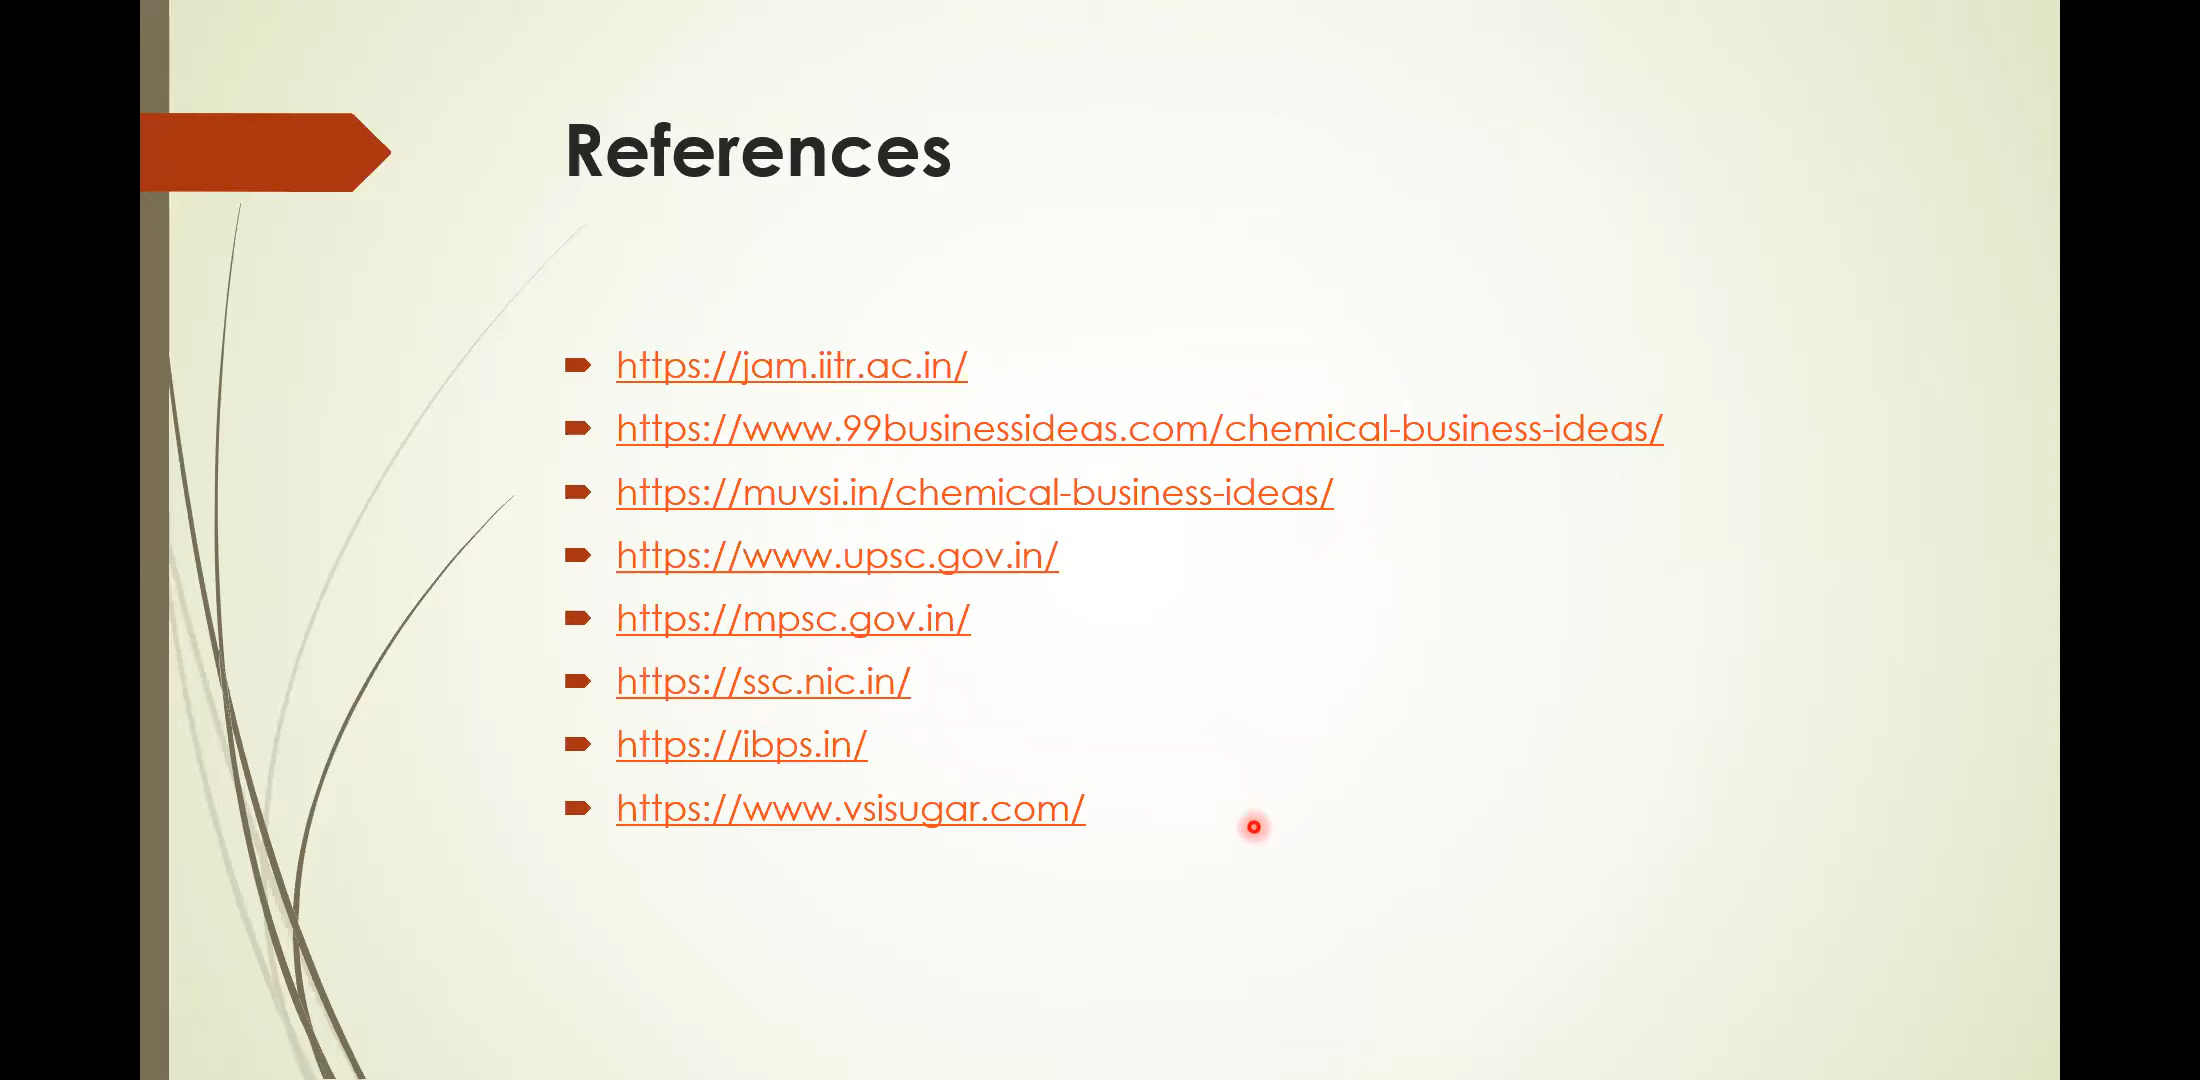 References
https://jam.iitr.ac.in/
https://www.99businessideas.com/chemical-business-ideas/
https://muvsi.in/chemical-business-ideas/
https://www.upsc.gov.in/
https://mpsc.gov.in/
https://ssc.nic.in/
https://ibps.in/
https://www.vsisugar.com/